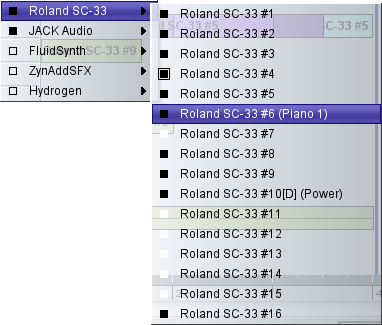 Roland SC-33
JACK Audio
FluidSynth
ZynAddSFX
Hydrogen
Roland SC-33 #1
Roland SC-33 #2
Roland SC-33 #3
Roland SC-33 #4
Roland SC-33 #5
Roland SC-33 #6 (Piano 1)
Roland SC-33 #7
Roland SC-33 #8
Roland SC-33 #9
Roland SC-33 #10[D] (Power)
Roland SC-33 #11
Roland SC-33 #12
Roland SC-33 #13
Roland SC-33 #14
Roland SC-33 #15
Roland SC-33 #16